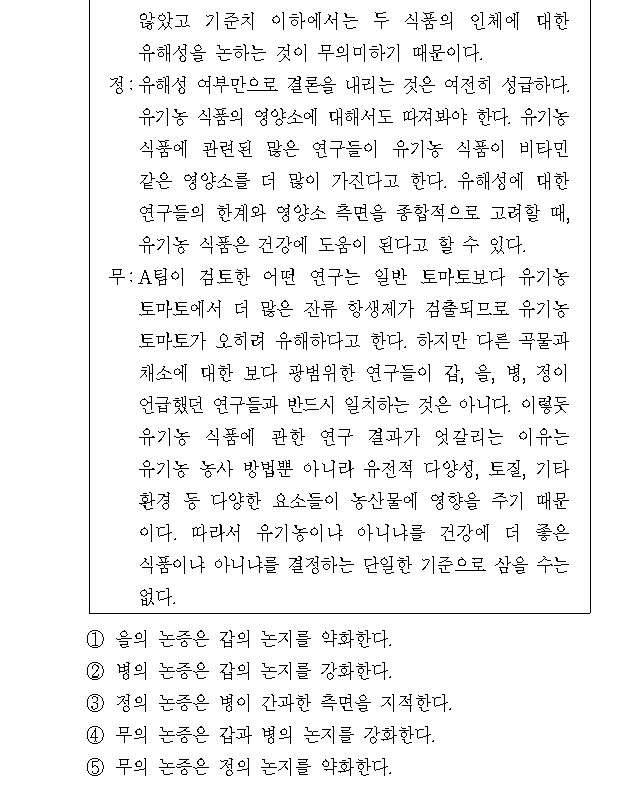 않았고 기준치 이하에서는 두 식품의 인체에 대한
유해성을 논하는 것이 무의미하기 때문이다.
정: 유해성 여부만으로 결론을 내리는 것은 여전히 성급하다.
유기농 식품의 영양소에 대해서도 따져봐야 한다. 유기농
식품에 관련된 많은 연구들이 유기농 식품이 비타민
같은 영양소를 더 많이 가진다고 한다. 유해성에 대한
연구들의 한계와 영양소 측면을 종합적으로 고려할 때,
유기농 식품은 건강에 도움이 된다고 할 수 있다.
무: A팀이 검토한 어떤 연구는 일반 토마토보다 유기농
토마토에서 더 많은 잔류 항생제가 검출되므로 유기농
토마토가 오히려 유해하다고 한다. 하지만 다른 곡물과
채소에 대한 보다 광범위한 연구들이 갑, 을, 병, 정이
언급했던 연구들과 반드시 일치하는 것은 아니다. 이렇듯
유기농 식품에 관한 연구 결과가 엇갈리는 이유는
유기농 농사 방법뿐 아니라 유전적 다양성, 토질, 기타
환경 등 다양한 요소들이 농산물에 영향을 주기 때문
이다. 따라서 유기농이냐 아니냐를 건강에 더 좋은
식품이냐 아니냐를 결정하는 단일한 기준으로 삼을 수는
없다.
① 을의 논증은 갑의 논지를 약화한다.
② 병의 논증은 갑의 논지를 강화한다.
③ 정의 논증은 병이 간과한 측면을 지적한다.
④ 무의 논증은 갑과 병의 논지를 강화한다.
⑤ 무의 논증은 정의 논지를 약화한다.